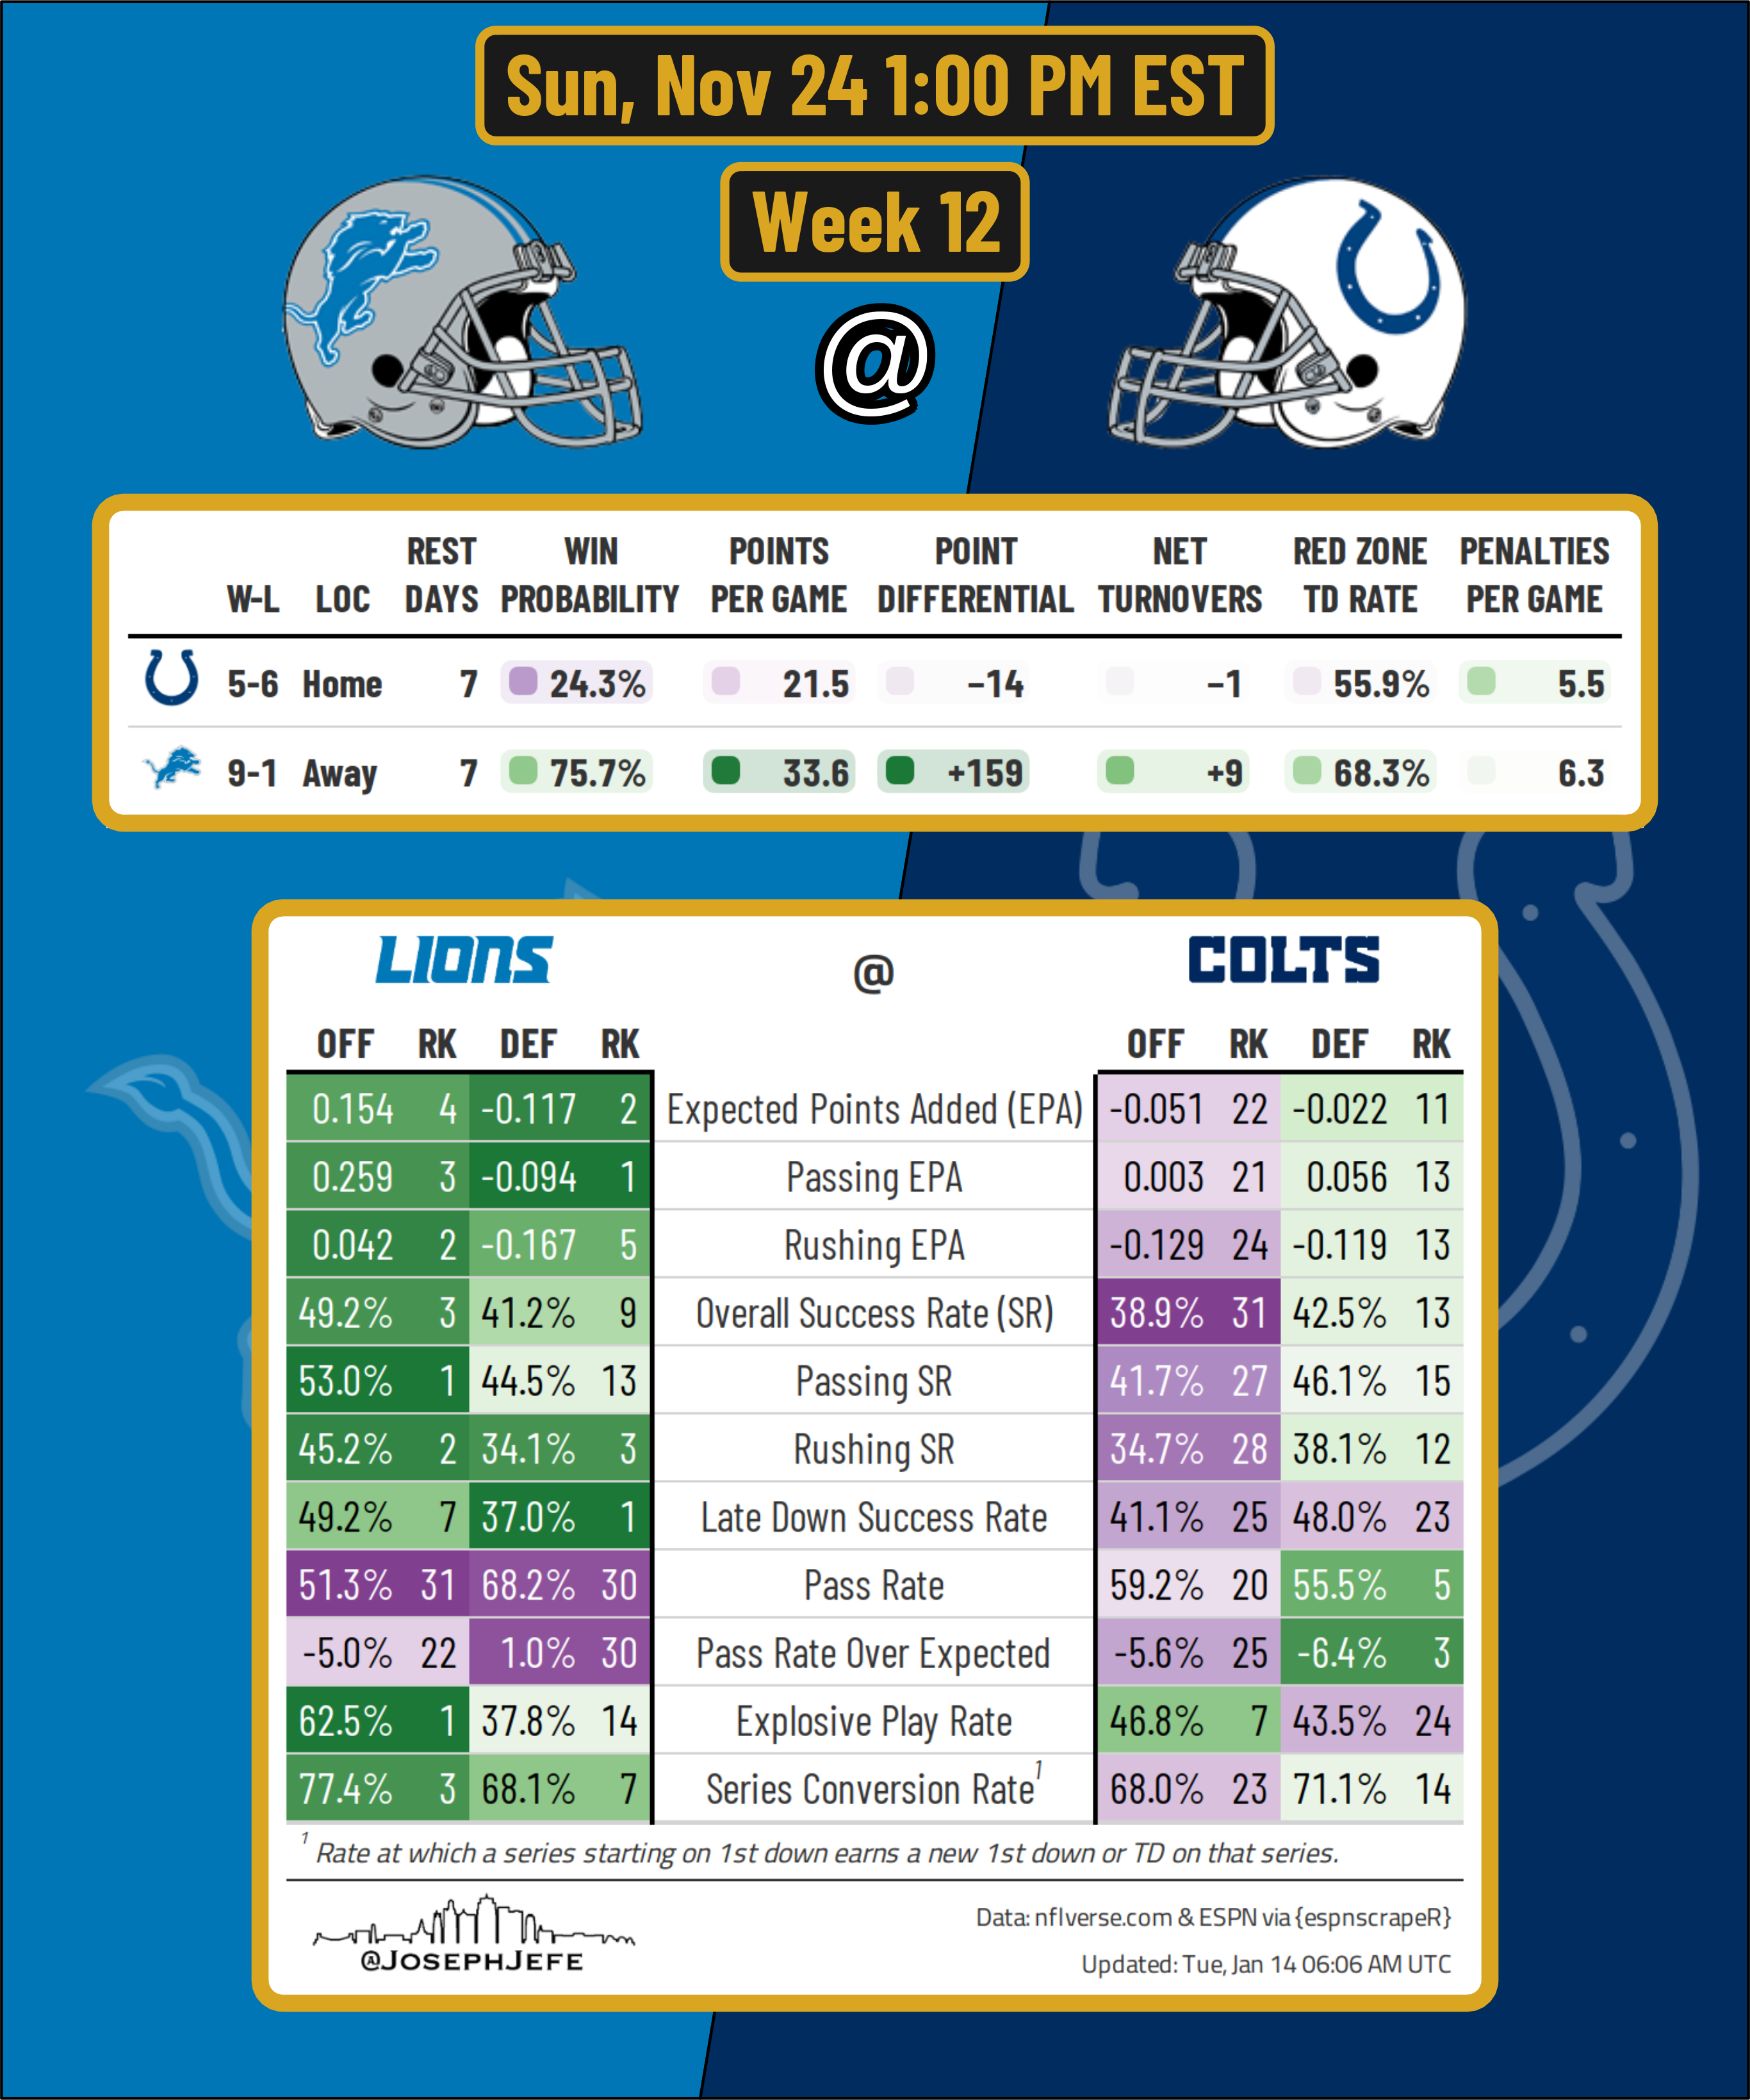 Sun, Nov 24 1:00 PM EST
Week 12
@
REST WIN POINTS POINT NET RED ZONE PENALTIES
W-L LOC DAYS PROBABILITY PER GAME DIFFERENTIAL TURNOVERS TD RATE PER GAME
5-6 Home 7 24.3% 21.5 −14 −1 55.9% 5.5
9-1 Away 7 75.7% 33.6 +159 +9 68.3% 6.3
LIONS @ COLTS
OFF RK DEF RK OFF RK DEF RK
0.154 4 -0.117 2 Expected Points Added (EPA) -0.051 22 -0.022 11
0.259 3 -0.094 1 Passing EPA 0.003 21 0.056 13
0.042 2 -0.167 5 Rushing EPA -0.129 24 -0.119 13
49.2% 3 41.2% 9 Overall Success Rate (SR) 38.9% 31 42.5% 13
53.0% 1 44.5% 13 Passing SR 41.7% 27 46.1% 15
45.2% 2 34.1% 3 Rushing SR 34.7% 28 38.1% 12
49.2% 7 37.0% 1 Late Down Success Rate 41.1% 25 48.0% 23
51.3% 31 68.2% 30 Pass Rate 59.2% 20 55.5% 5
-5.0% 22 1.0% 30 Pass Rate Over Expected -5.6% 25 -6.4% 3
62.5% 1 37.8% 14 Explosive Play Rate 46.8% 7 43.5% 24
77.4% 3 68.1% 7 Series Conversion Rate¹ 68.0% 23 71.1% 14
¹ Rate at which a series starting on 1st down earns a new 1st down or TD on that series.
@JOSEPHJEFE
Data: nflverse.com & ESPN via {espnscrapeR}
Updated: Tue, Jan 14 06:06 AM UTC